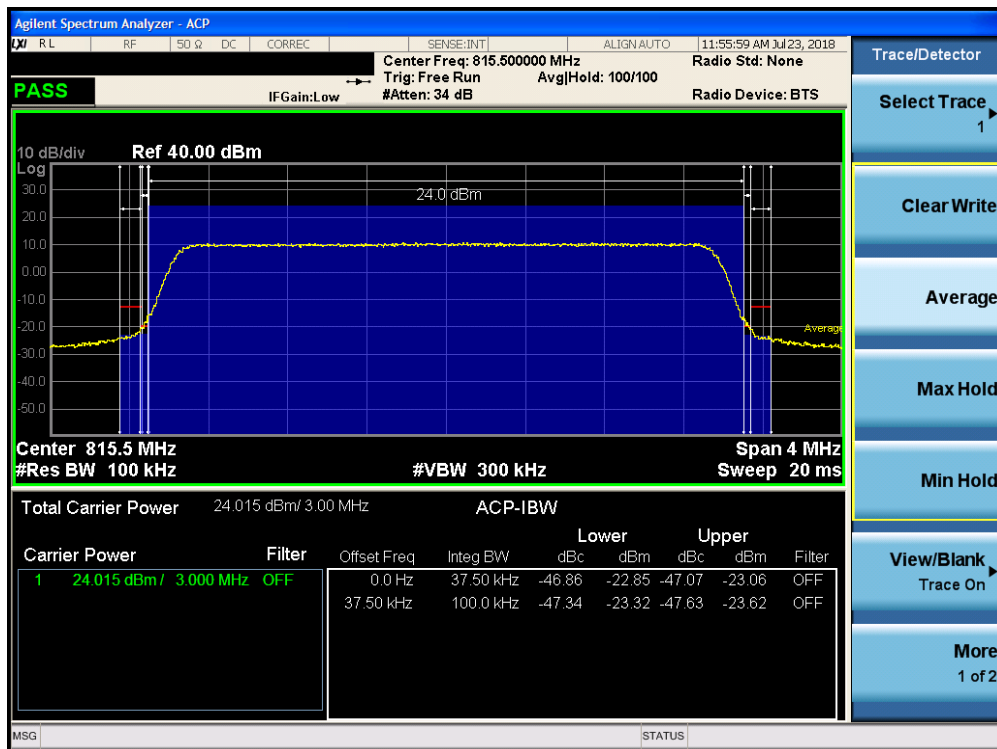 Agilent Spectrum Analyzer - ACP
LXI RL RF 50 Ω DC CORREC SENSE:INT ALIGN AUTO 11:55:59 AM Jul 23, 2018
Center Freq: 815.500000 MHz Radio Std: None
Trig: Free Run Avg|Hold: 100/100
PASS IFGain:Low #Atten: 34 dB Radio Device: BTS
10 dB/div Ref 40.00 dBm
Log
30.0
24.0 dBm
20.0
10.0
0.00
-10.0
-20.0
Average
-30.0
-40.0
-50.0
Center 815.5 MHz Span 4 MHz
#Res BW 100 kHz #VBW 300 kHz Sweep 20 ms
Total Carrier Power 24.015 dBm/ 3.00 MHz ACP-IBW
Lower Upper
Carrier Power Filter Offset Freq Integ BW dBc dBm dBc dBm Filter
1 24.015 dBm / 3.000 MHz OFF 0.0 Hz 37.50 kHz -46.86 -22.85 -47.07 -23.06 OFF
37.50 kHz 100.0 kHz -47.34 -23.32 -47.63 -23.62 OFF
MSG STATUS
Trace/Detector
Select Trace
1
Clear Write
Average
Max Hold
Min Hold
View/Blank
Trace On
More
1 of 2